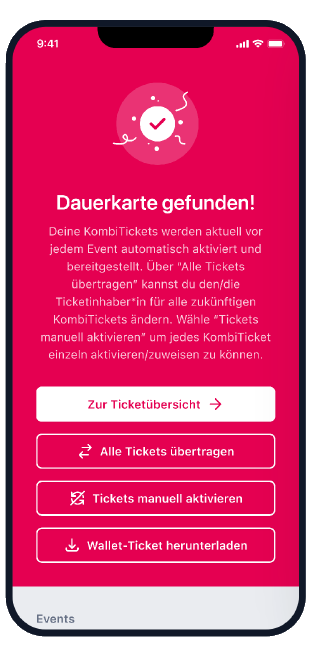 9:41
Dauerkarte gefunden!
Deine KombiTickets werden aktuell vor
jedem Event automatisch aktiviert und
bereitgestellt. Über "Alle Tickets
übertragen" kannst du den/die
Ticketinhaber*in für alle zukünftigen
KombiTickets ändern. Wähle "Tickets
manuell aktivieren" um jedes KombiTicket
einzeln aktivieren/zuweisen zu können.
Zur Ticketübersicht
Alle Tickets übertragen
Tickets manuell aktivieren
Wallet-Ticket herunterladen
Events